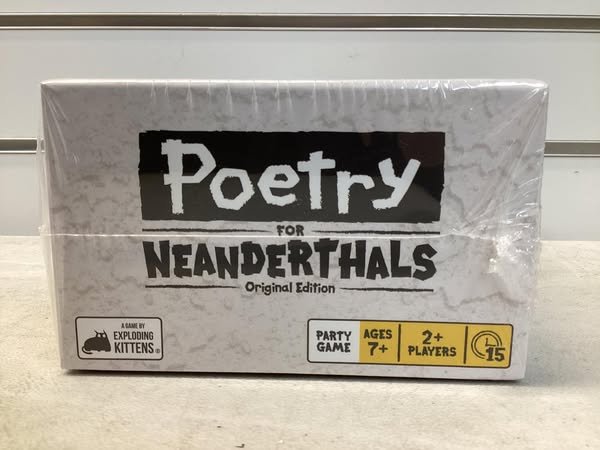 Poetry
FOR
NEANDERTHALS
Original Edition
A GAME BY
EXPLODING
KITTENS®
PARTY
GAME
AGES
7+
2+
PLAYERS
15